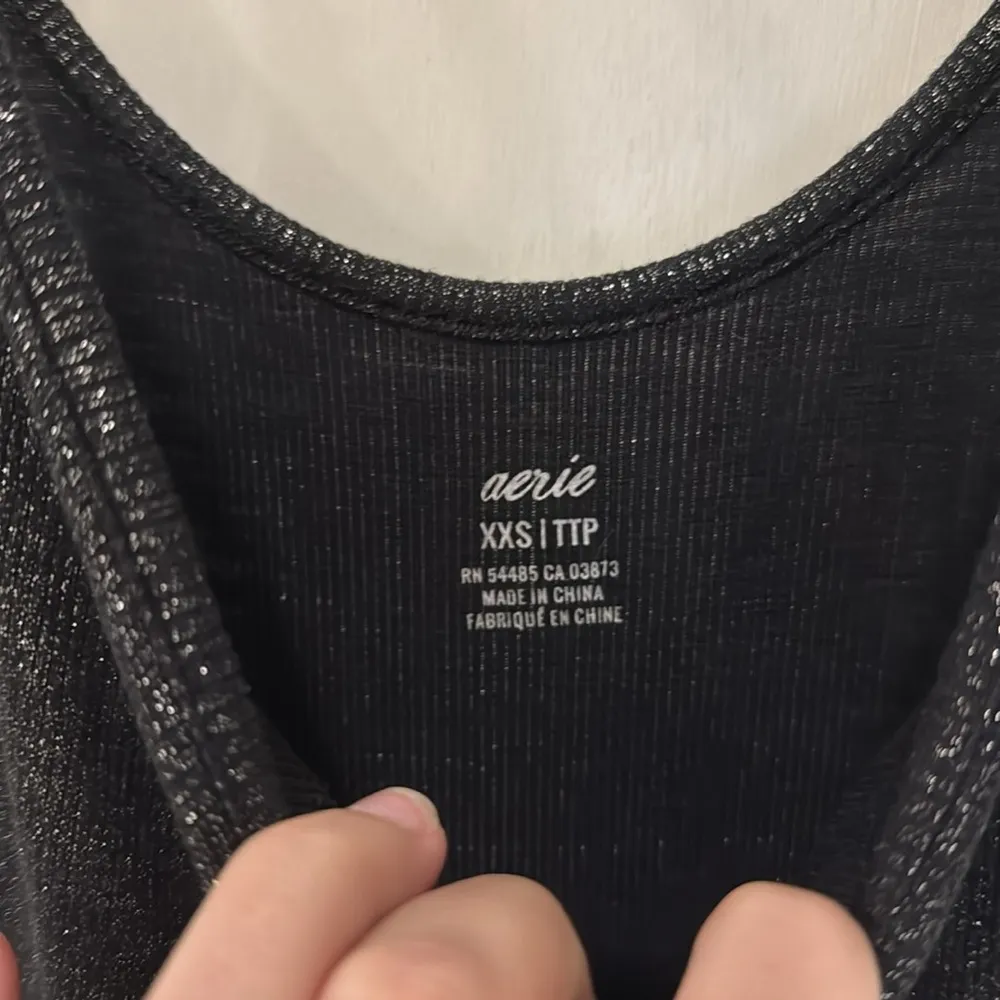 aerie
XXS | TTP
RN 54485 CA 03873
MADE IN CHINA
FABRIQUÉ EN CHINE